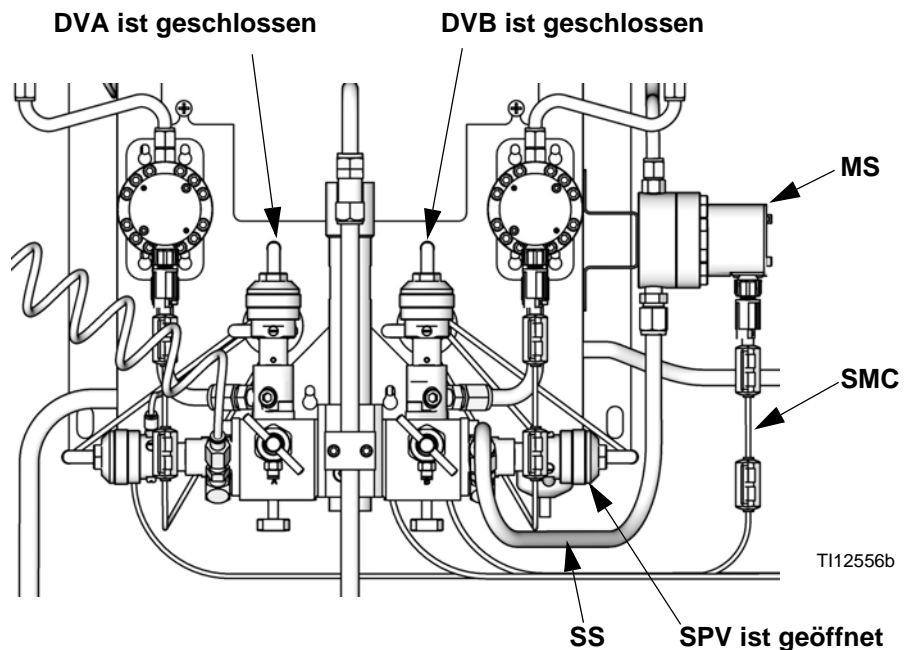 DVA ist geschlossen
DVB ist geschlossen
MS
SMC
TI12556b
SS
SPV ist geöffnet